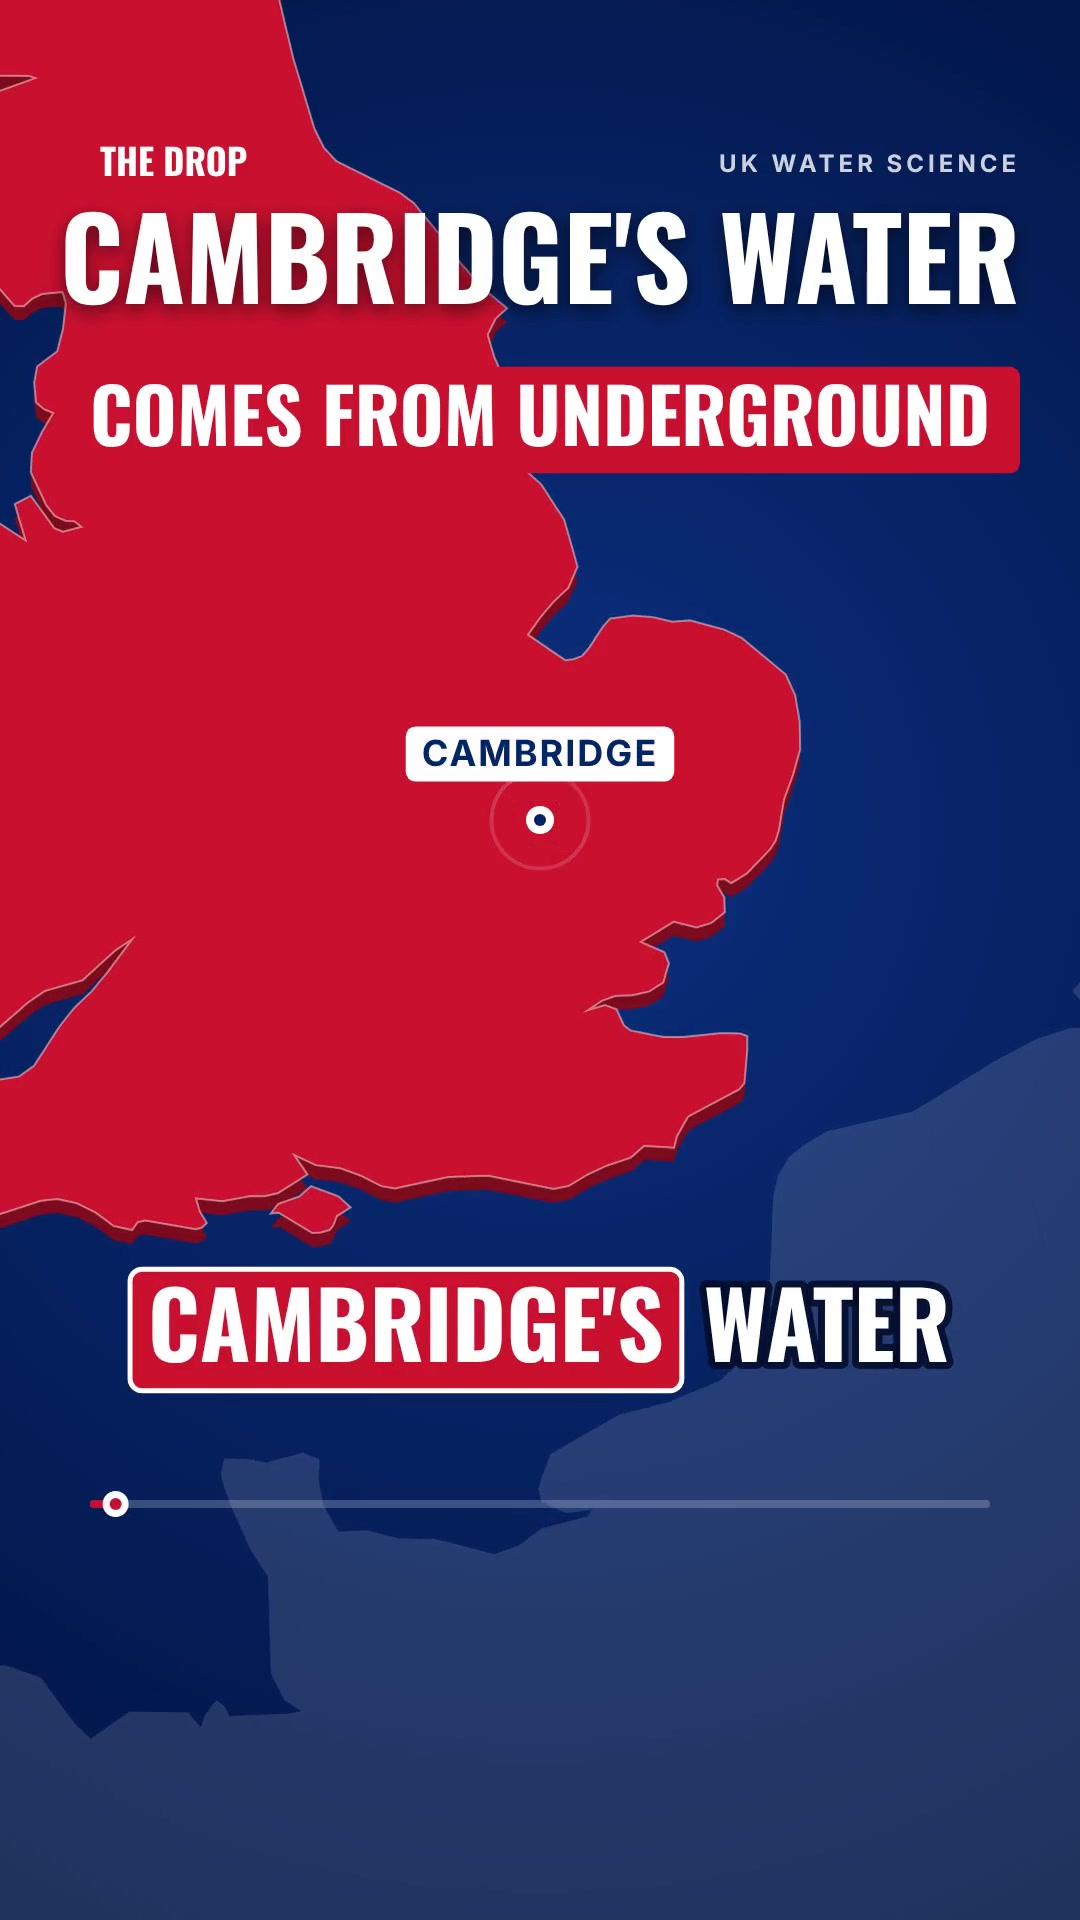 THE DROP
UK WATER SCIENCE
CAMBRIDGE'S WATER
COMES FROM UNDERGROUND
CAMBRIDGE
CAMBRIDGE'S WATER